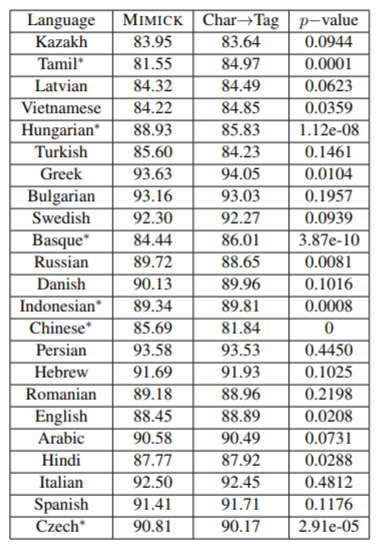 Language MIMICK Char→Tag p−value
Kazakh 83.95 83.64 0.0944
Tamil* 81.55 84.97 0.0001
Latvian 84.32 84.49 0.0623
Vietnamese 84.22 84.85 0.0359
Hungarian* 88.93 85.83 1.12e-08
Turkish 85.60 84.23 0.1461
Greek 93.63 94.05 0.0104
Bulgarian 93.16 93.03 0.1957
Swedish 92.30 92.27 0.0939
Basque* 84.44 86.01 3.87e-10
Russian 89.72 88.65 0.0081
Danish 90.13 89.96 0.1016
Indonesian* 89.34 89.81 0.0008
Chinese* 85.69 81.84 0
Persian 93.58 93.53 0.4450
Hebrew 91.69 91.93 0.1025
Romanian 89.18 88.96 0.2198
English 88.45 88.89 0.0208
Arabic 90.58 90.49 0.0731
Hindi 87.77 87.92 0.0288
Italian 92.50 92.45 0.4812
Spanish 91.41 91.71 0.1176
Czech* 90.81 90.17 2.91e-05